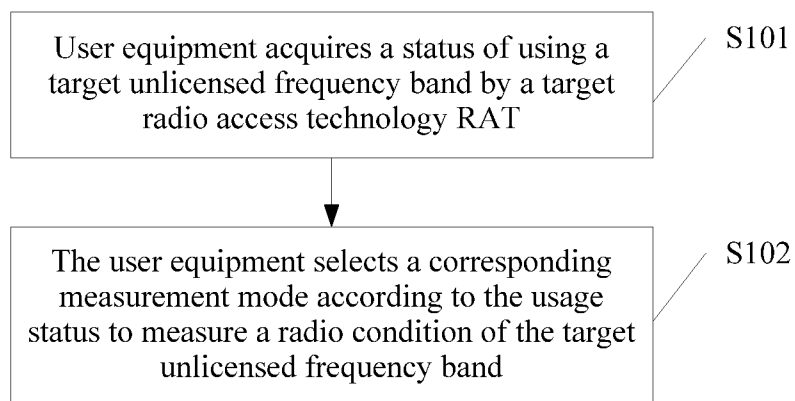 User equipment acquires a status of using a
target unlicensed frequency band by a target
radio access technology RAT
S101
The user equipment selects a corresponding
measurement mode according to the usage
status to measure a radio condition of the target
unlicensed frequency band
S102